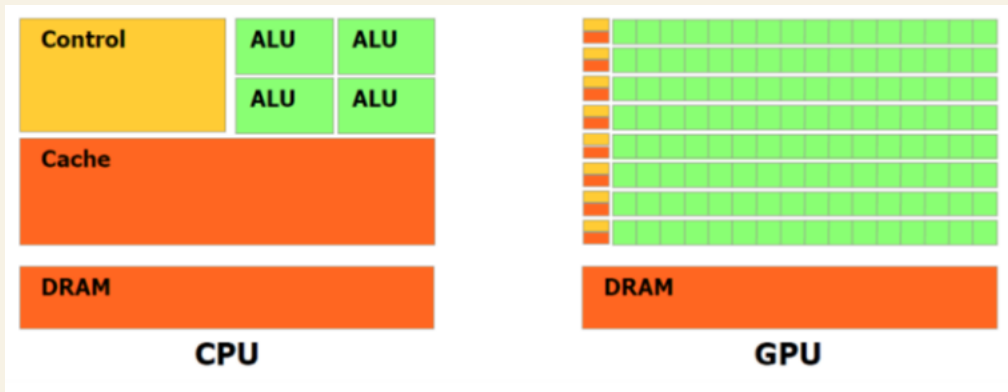 Control
ALU
ALU
ALU
ALU
Cache
DRAM
CPU
DRAM
GPU